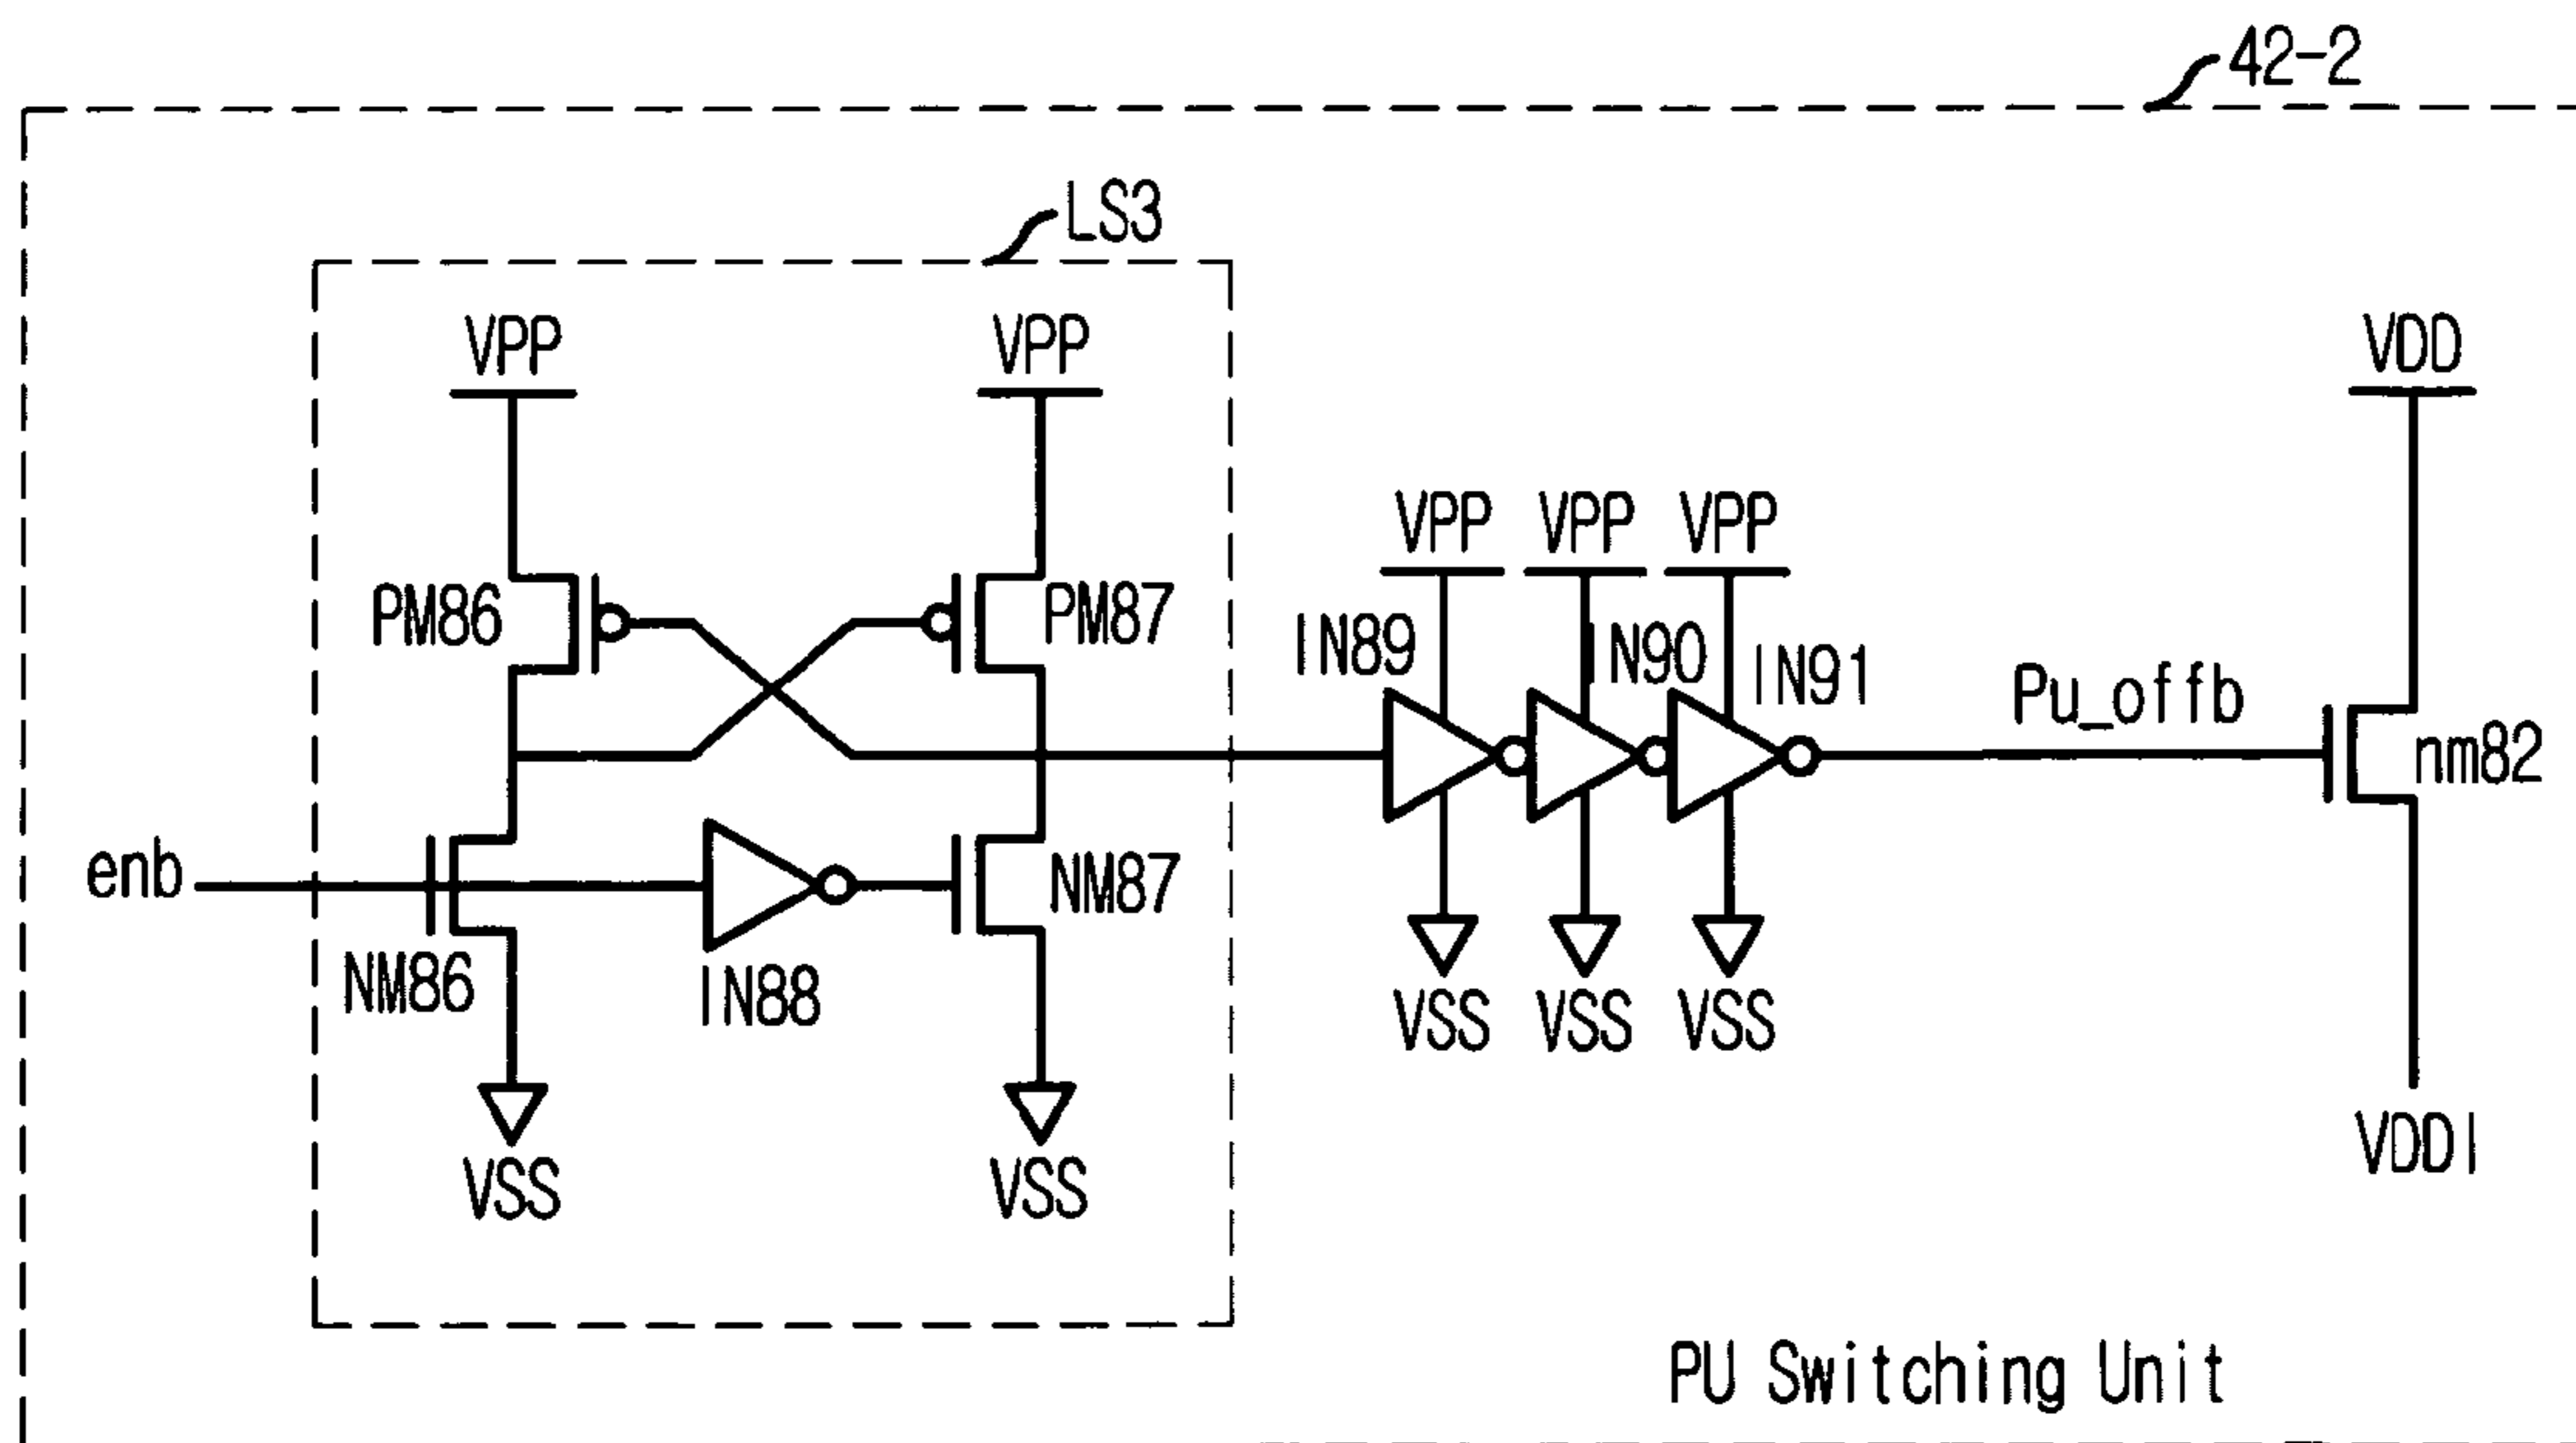 42-2
LS3
VPP
VPP
VDD
VPP
VPP
VPP
PM86
PM87
IN89
IN90
IN91
Pu_offb
nm82
enb
NM87
NM86
IN88
VSS
VSS
VSS
VSS
VSS
VDDI
PU Switching Unit